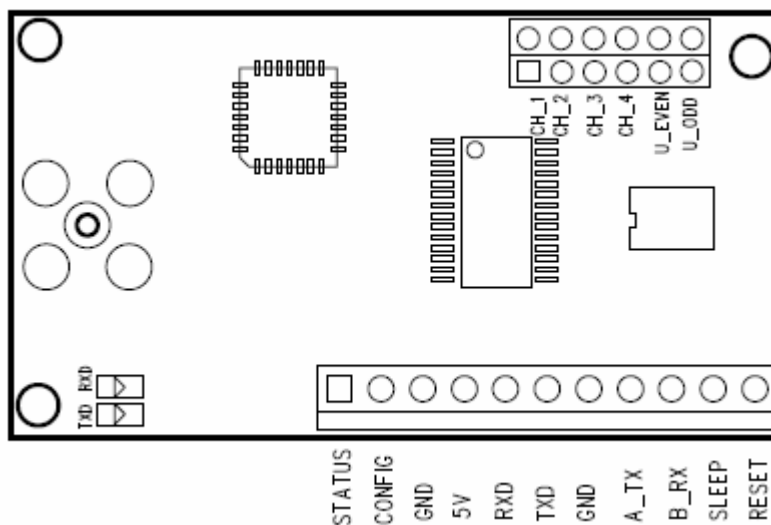 CH_1
CH_2
CH_3
CH_4
U_EVEN
U_ODD
RXD
TXD
STATUS
CONFIG
GND
5V
RXD
TXD
GND
A_TX
B_RX
SLEEP
RESET